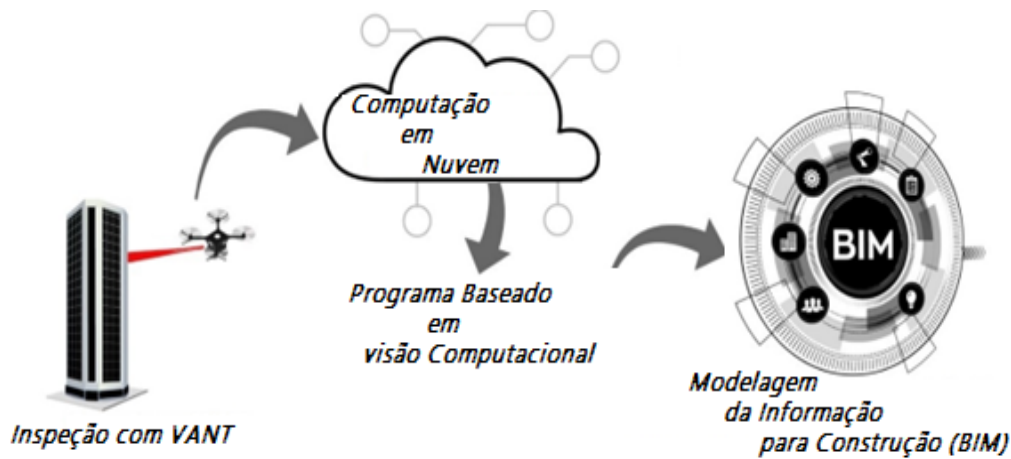 Computação
em
Nuvem
Programa Baseado
em
visão Computacional
BIM
Modelagem
da Informação
para Construção (BIM)
Inspeção com VANT